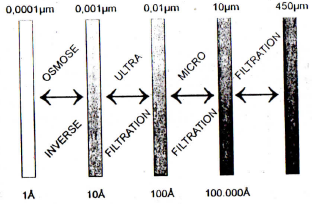 0,0001µm 0,001µm 0,01µm 10µm 450µm
OSMOSE ULTRA MICRO FILTRATION
INVERSE FILTRATION FILTRATION
1Å 10Å 100Å 100.000Å